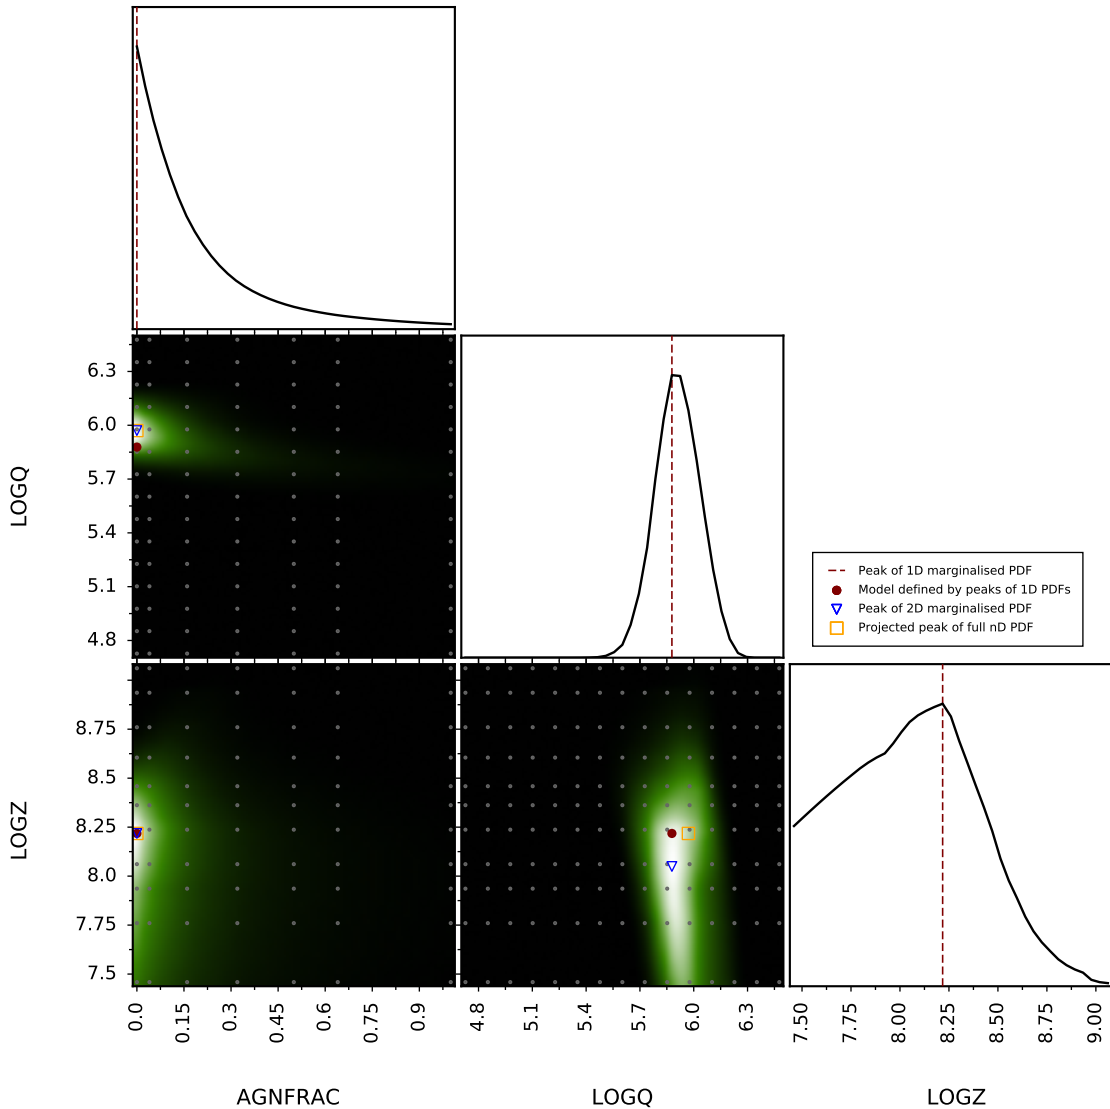 6.3
6.0
5.7
5.4
5.1
4.8
LOGQ
Peak of 1D marginalised PDF
Model defined by peaks of 1D PDFs
Peak of 2D marginalised PDF
Projected peak of full nD PDF
8.75
8.5
8.25
8.0
7.75
7.5
LOGZ
0.0 0.15 0.3 0.45 0.6 0.75 0.9
4.8 5.1 5.4 5.7 6.0 6.3
7.50 7.75 8.00 8.25 8.50 8.75 9.00
AGNFRAC
LOGQ
LOGZ